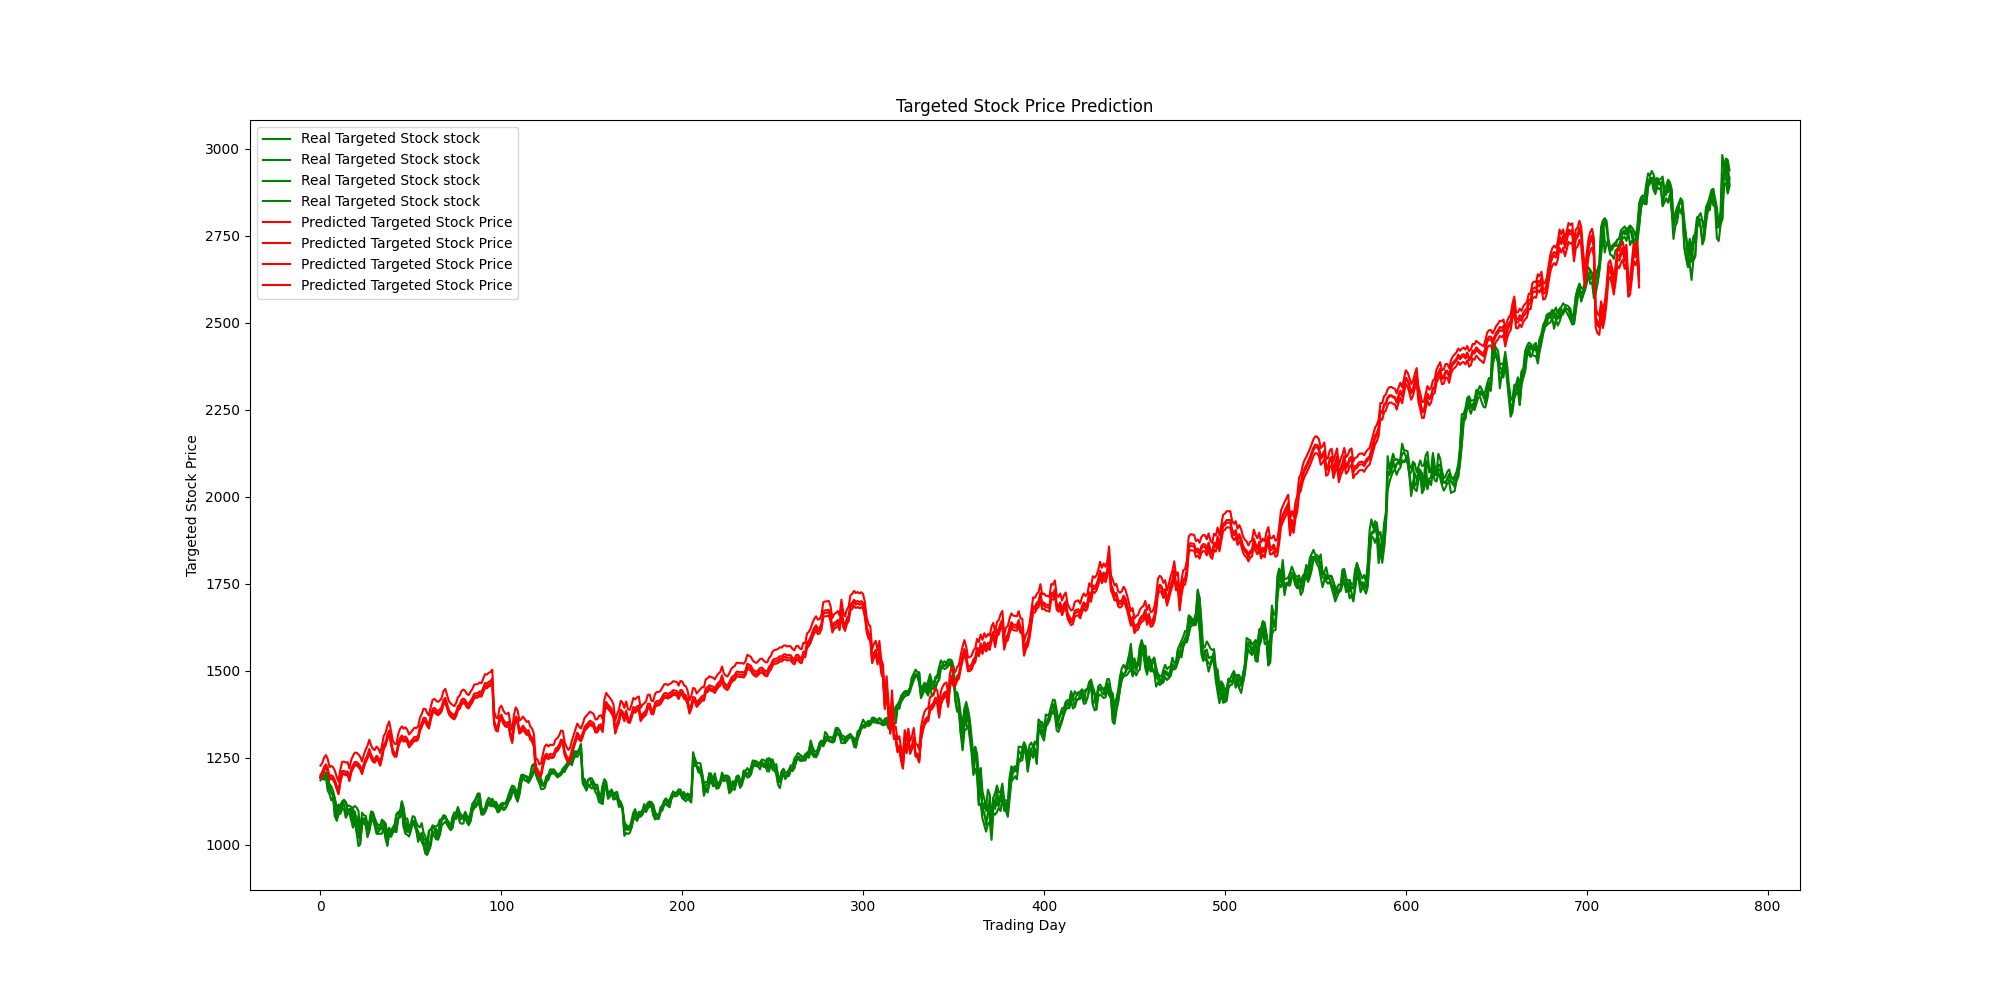 Targeted Stock Price Prediction
Real Targeted Stock stock
Real Targeted Stock stock
Real Targeted Stock stock
Real Targeted Stock stock
Predicted Targeted Stock Price
Predicted Targeted Stock Price
Predicted Targeted Stock Price
Predicted Targeted Stock Price
Targeted Stock Price
3000
2750
2500
2250
2000
1750
1500
1250
1000
0 100 200 300 400 500 600 700 800
Trading Day